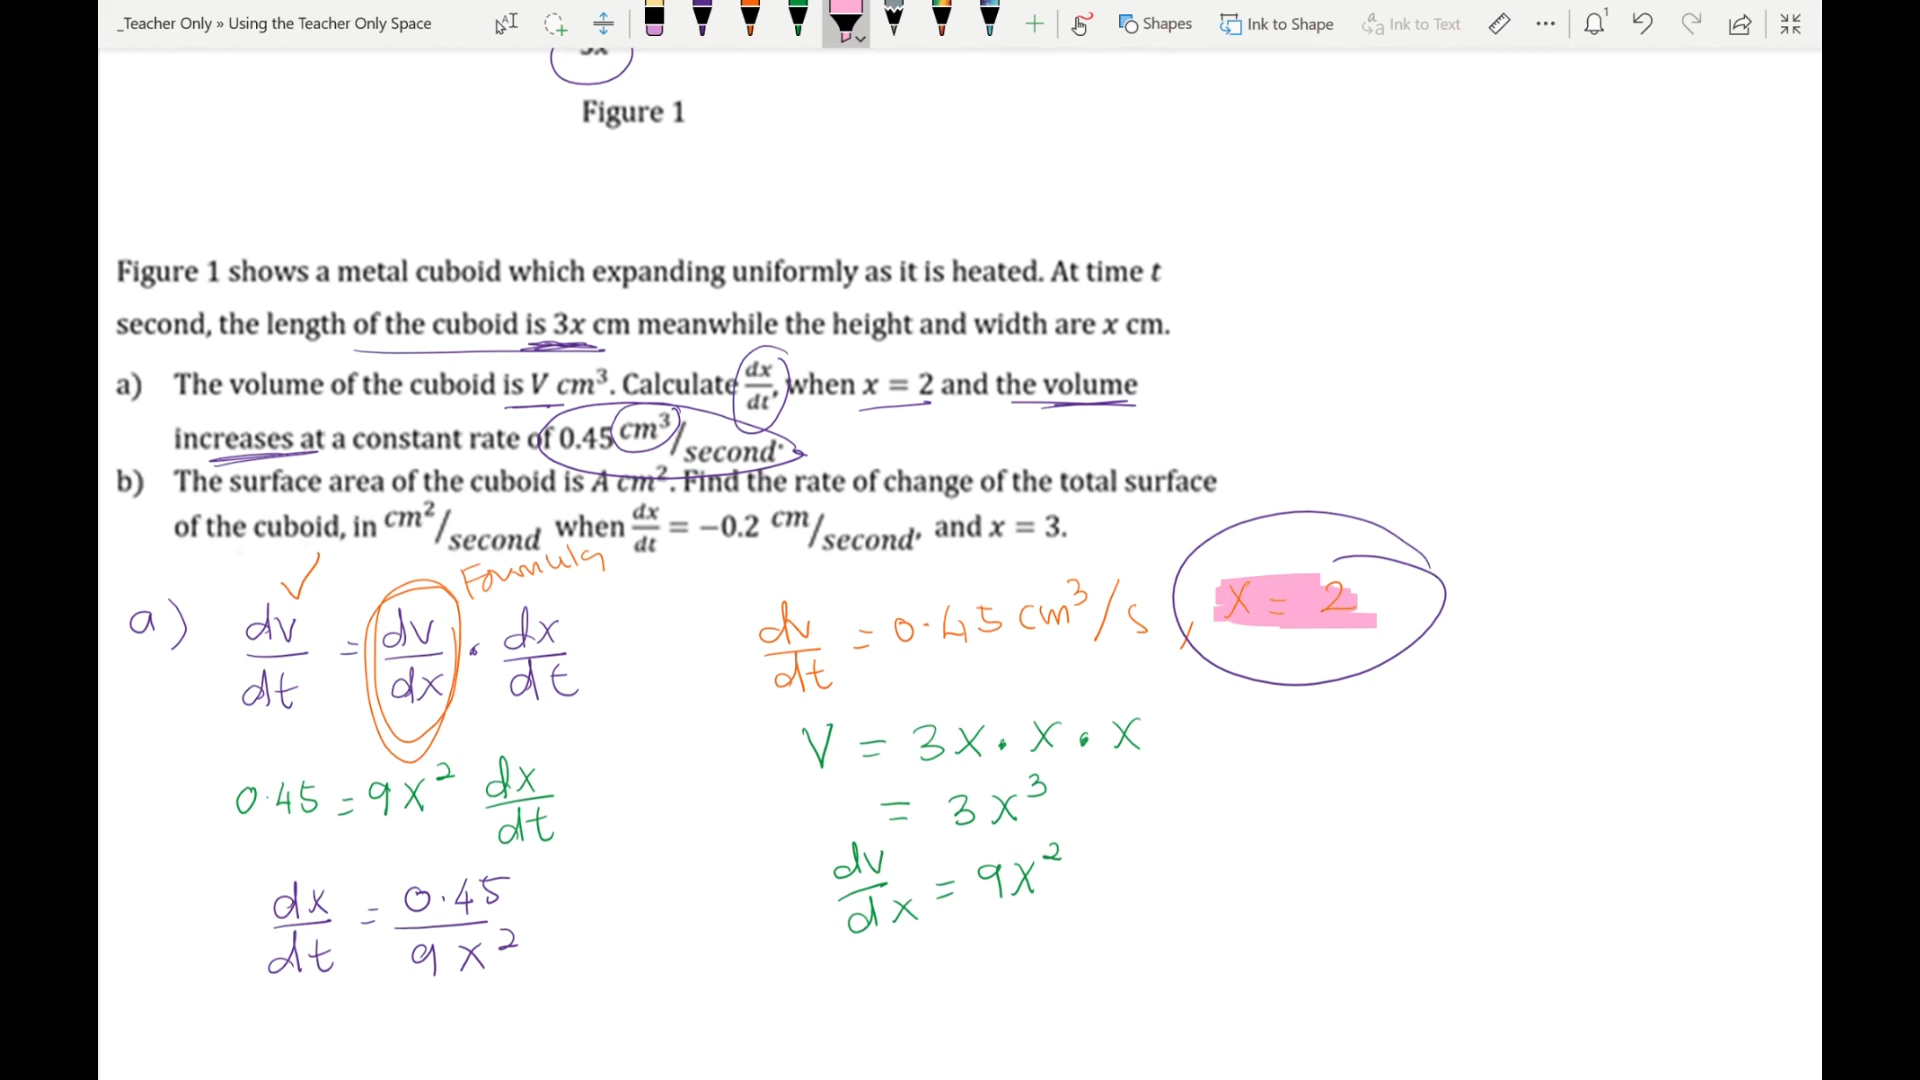 _Teacher Only » Using the Teacher Only Space
Shapes
Ink to Shape
Ink to Text
1
3x
Figure 1
Figure 1 shows a metal cuboid which expanding uniformly as it is heated. At time t
second, the length of the cuboid is 3x cm meanwhile the height and width are x cm.
a) The volume of the cuboid is V cm³. Calculate dx/dt, when x = 2 and the volume
increases at a constant rate of 0.45 cm³/second.
b) The surface area of the cuboid is A cm². Find the rate of change of the total surface
of the cuboid, in cm²/second when dx/dt = −0.2 cm/second, and x = 3.
Formula
a) dv/dt = dv/dx · dx/dt
dv/dt = 0.45 cm³/s, x = 2
V = 3x · x · x
0.45 = 9x² dx/dt
= 3x³
dv/dx = 9x²
dx/dt = 0.45/9x²